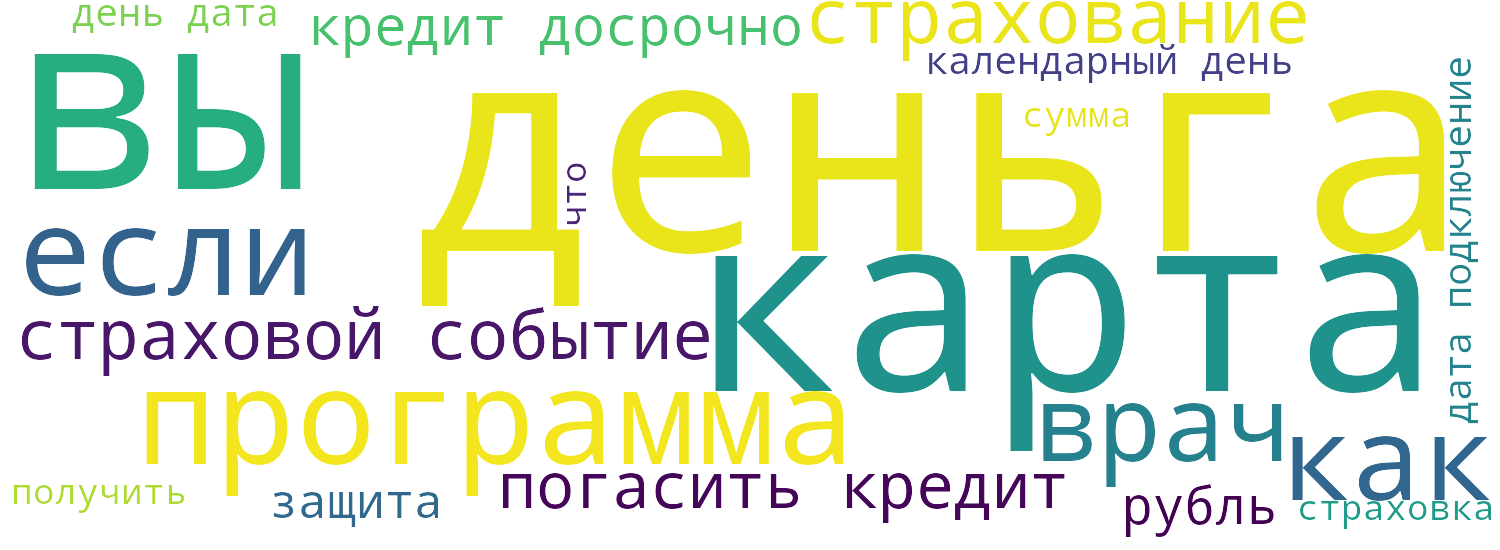 день дата
кредит досрочно
страхование
вы
календарный день
деньга
сумма
что
дата подключение
если
карта
страховой событие
программа
врач
как
получить
защита
погасить кредит
рубль
страховка